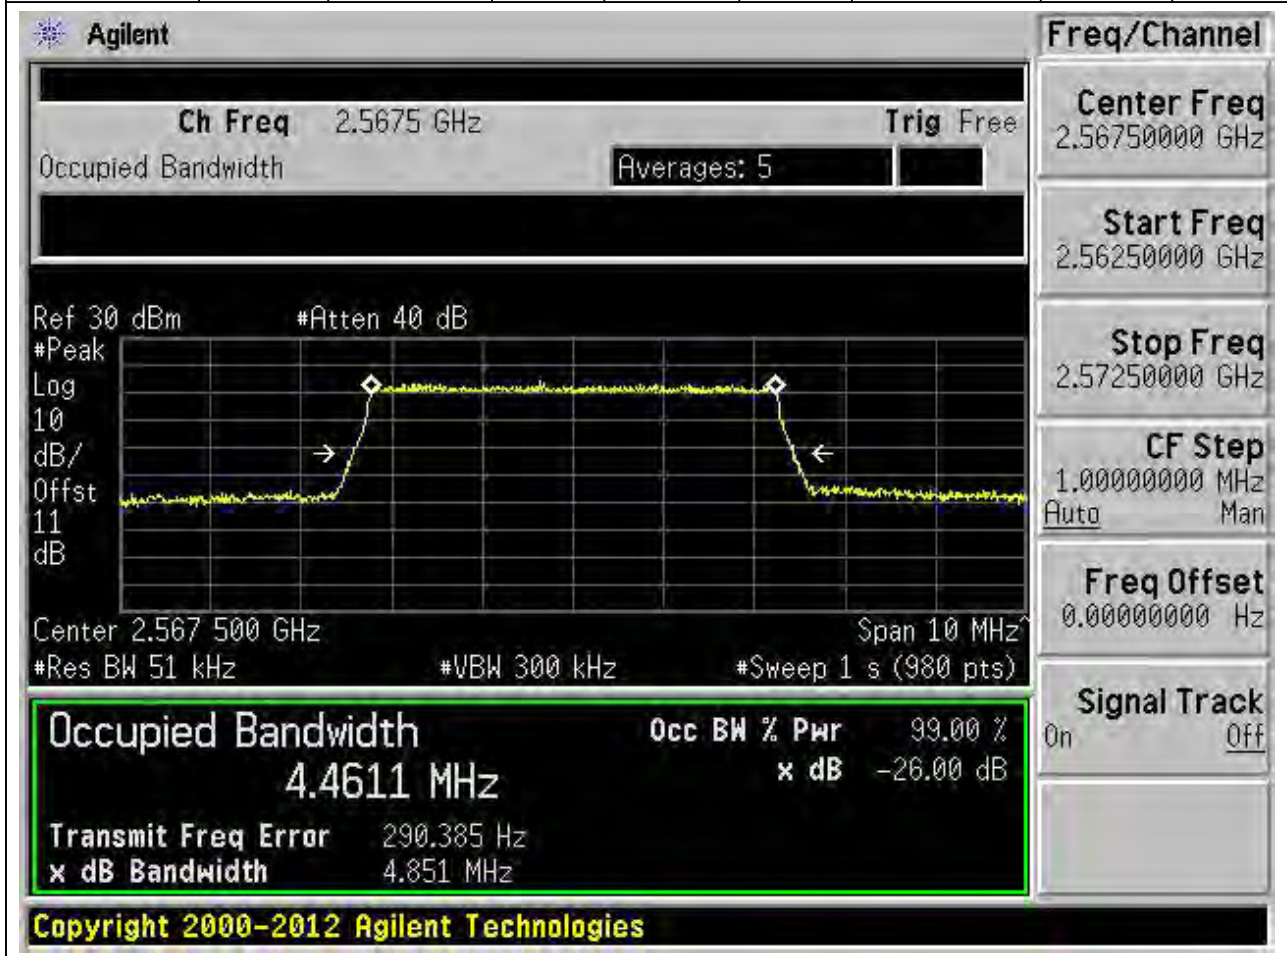 Agilent
Freq/Channel
Ch Freq 2.5675 GHz Trig Free
Occupied Bandwidth Averages: 5
Center Freq
2.56750000 GHz
Start Freq
2.56250000 GHz
Stop Freq
2.57250000 GHz
CF Step
1.00000000 MHz
Auto Man
Freq Offset
0.00000000 Hz
Signal Track
On Off
Ref 30 dBm #Atten 40 dB
#Peak
Log
10
dB/
Offst
11
dB
Center 2.567 500 GHz Span 10 MHz^
#Res BW 51 kHz #VBW 300 kHz #Sweep 1 s (980 pts)
Occupied Bandwidth Occ BW % Pwr 99.00 %
4.4611 MHz x dB -26.00 dB
Transmit Freq Error 290.385 Hz
x dB Bandwidth 4.851 MHz
Copyright 2000-2012 Agilent Technologies